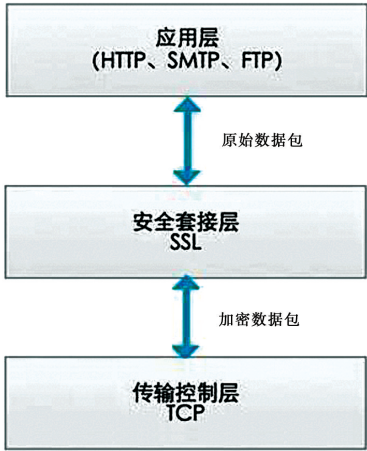 应用层
(HTTP、SMTP、FTP)
原始数据包
安全套接层
SSL
加密数据包
传输控制层
TCP